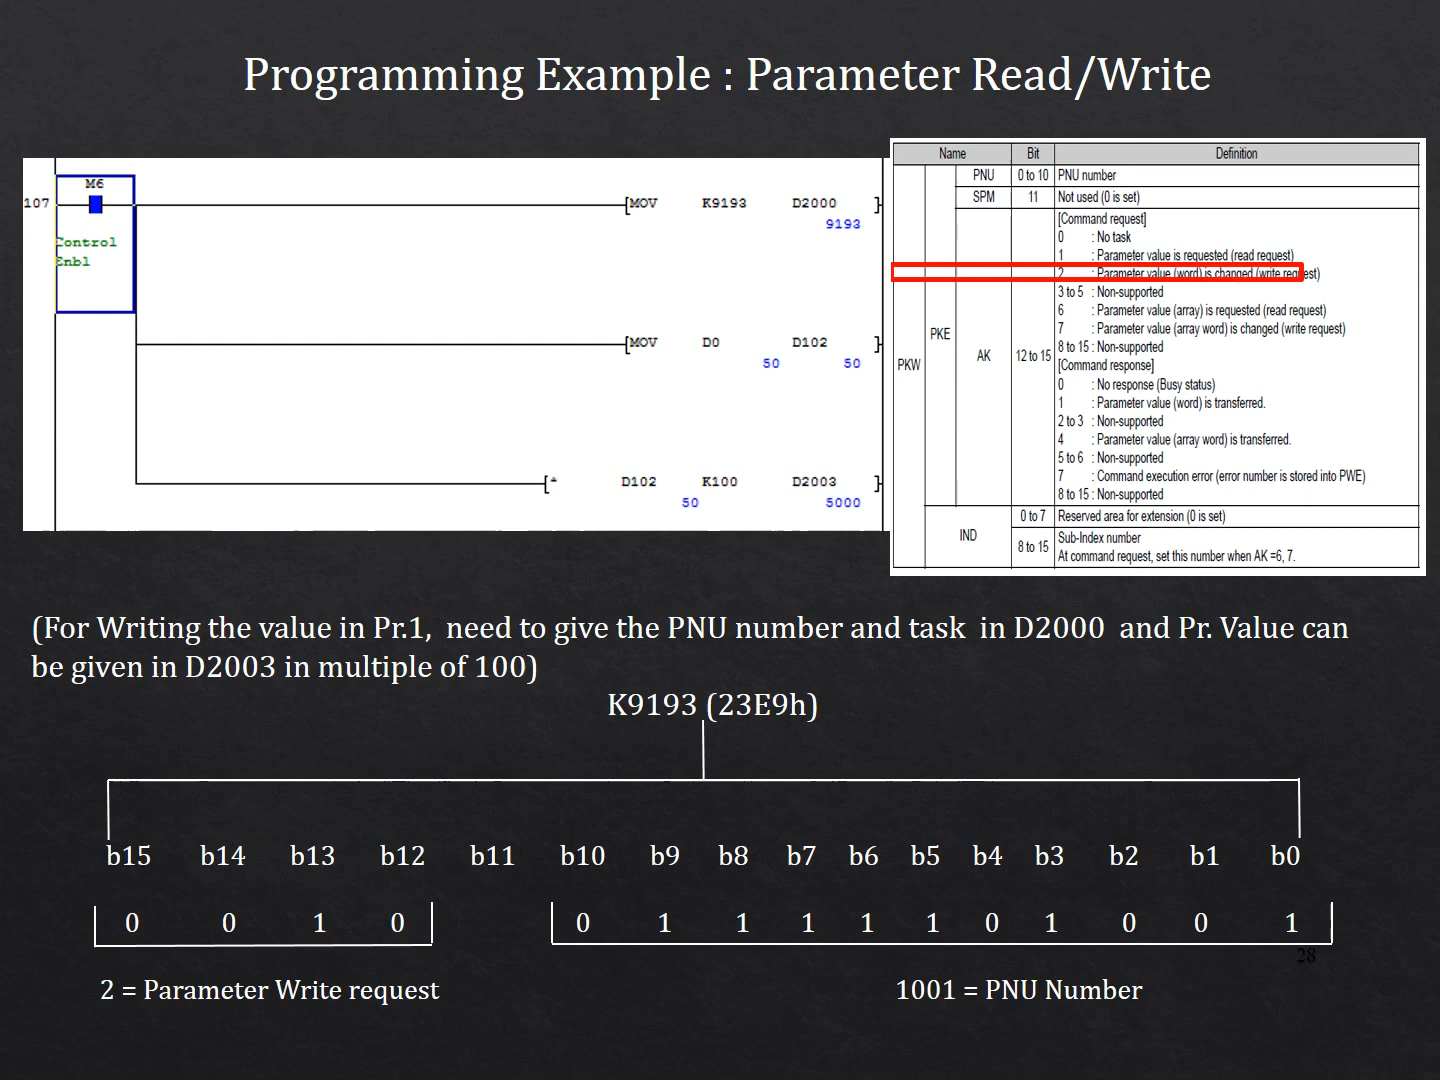 Programming Example : Parameter Read/Write
M6
107
[MOV K9193 D2000 ]
9193
Control
Enbl
[MOV D0 D102 ]
50 50
[* D102 K100 D2003 ]
50 5000
Name Bit Definition
PNU 0 to 10 PNU number
SPM 11 Not used (0 is set)
[Command request]
0 : No task
1 : Parameter value is requested (read request)
2 : Parameter value (word) is changed (write request)
3 to 5 : Non-supported
6 : Parameter value (array) is requested (read request)
7 : Parameter value (array word) is changed (write request)
8 to 15 : Non-supported
PKW PKE AK 12 to 15
[Command response]
0 : No response (Busy status)
1 : Parameter value (word) is transferred.
2 to 3 : Non-supported
4 : Parameter value (array word) is transferred.
5 to 6 : Non-supported
7 : Command execution error (error number is stored into PWE)
8 to 15 : Non-supported
IND 0 to 7 Reserved area for extension (0 is set)
8 to 15 Sub-Index number
At command request, set this number when AK =6, 7.
(For Writing the value in Pr.1, need to give the PNU number and task in D2000 and Pr. Value can
be given in D2003 in multiple of 100)
K9193 (23E9h)
b15 b14 b13 b12 b11 b10 b9 b8 b7 b6 b5 b4 b3 b2 b1 b0
0 0 1 0 0 1 1 1 1 1 0 1 0 0 1
28
2 = Parameter Write request 1001 = PNU Number